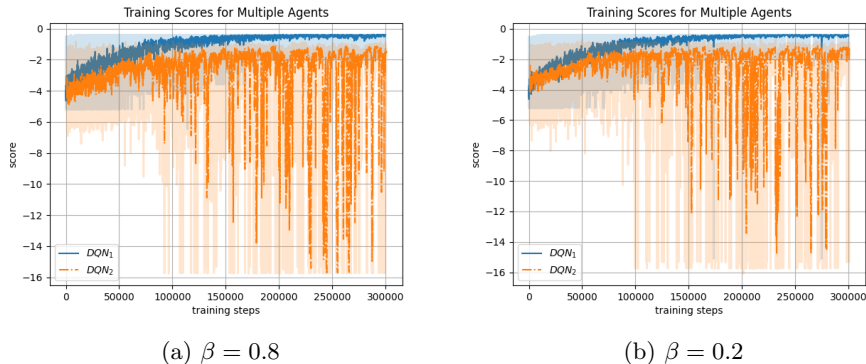 Training Scores for Multiple Agents
0
−2
−4
−6
−8
−10
−12
−14
−16
score
DQN₁
DQN₂
0 50000 100000 150000 200000 250000 300000
training steps
(a) β = 0.8
Training Scores for Multiple Agents
0
−2
−4
−6
−8
−10
−12
−14
−16
score
DQN₁
DQN₂
0 50000 100000 150000 200000 250000 300000
training steps
(b) β = 0.2